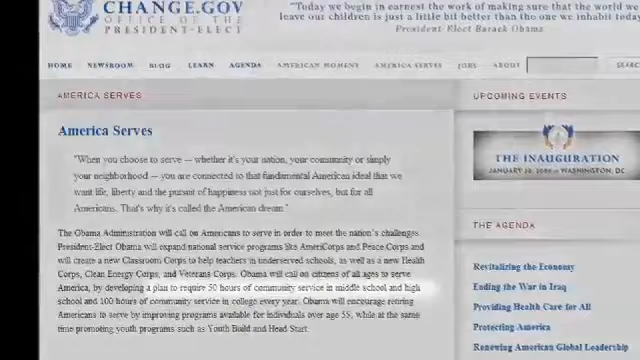 CHANGE.GOV
OFFICE OF THE
PRESIDENT-ELECT
"Today we begin in earnest the work of making sure that the world we
leave our children is just a little bit better than the one we inhabit today
President-Elect Barack Obama
HOME NEWSROOM BLOG LEARN AGENDA AMERICAN MOMENT AMERICA SERVES JOBS ABOUT SEARC
AMERICA SERVES
America Serves
"When you choose to serve -- whether it's your nation, your community or simply
your neighborhood -- you are connected to that fundamental American ideal that we
want life, liberty and the pursuit of happiness not just for ourselves, but for all
Americans. That's why it's called the American dream."
The Obama Administration will call on Americans to serve in order to meet the nation's challenges.
President-Elect Obama will expand national service programs like AmeriCorps and Peace Corps and
will create a new Classroom Corps to help teachers in underserved schools, as well as a new Health
Corps, Clean Energy Corps, and Veterans Corps. Obama will call on citizens of all ages to serve
America, by developing a plan to require 50 hours of community service in middle school and high
school and 100 hours of community service in college every year. Obama will encourage retiring
Americans to serve by improving programs available for individuals over age 55, while at the same
time promoting youth programs such as Youth Build and Head Start.
UPCOMING EVENTS
THE INAUGURATION
JANUARY 20, 2009 WASHINGTON, DC
THE AGENDA
Revitalizing the Economy
Ending the War in Iraq
Providing Health Care for All
Protecting America
Renewing American Global Leadership